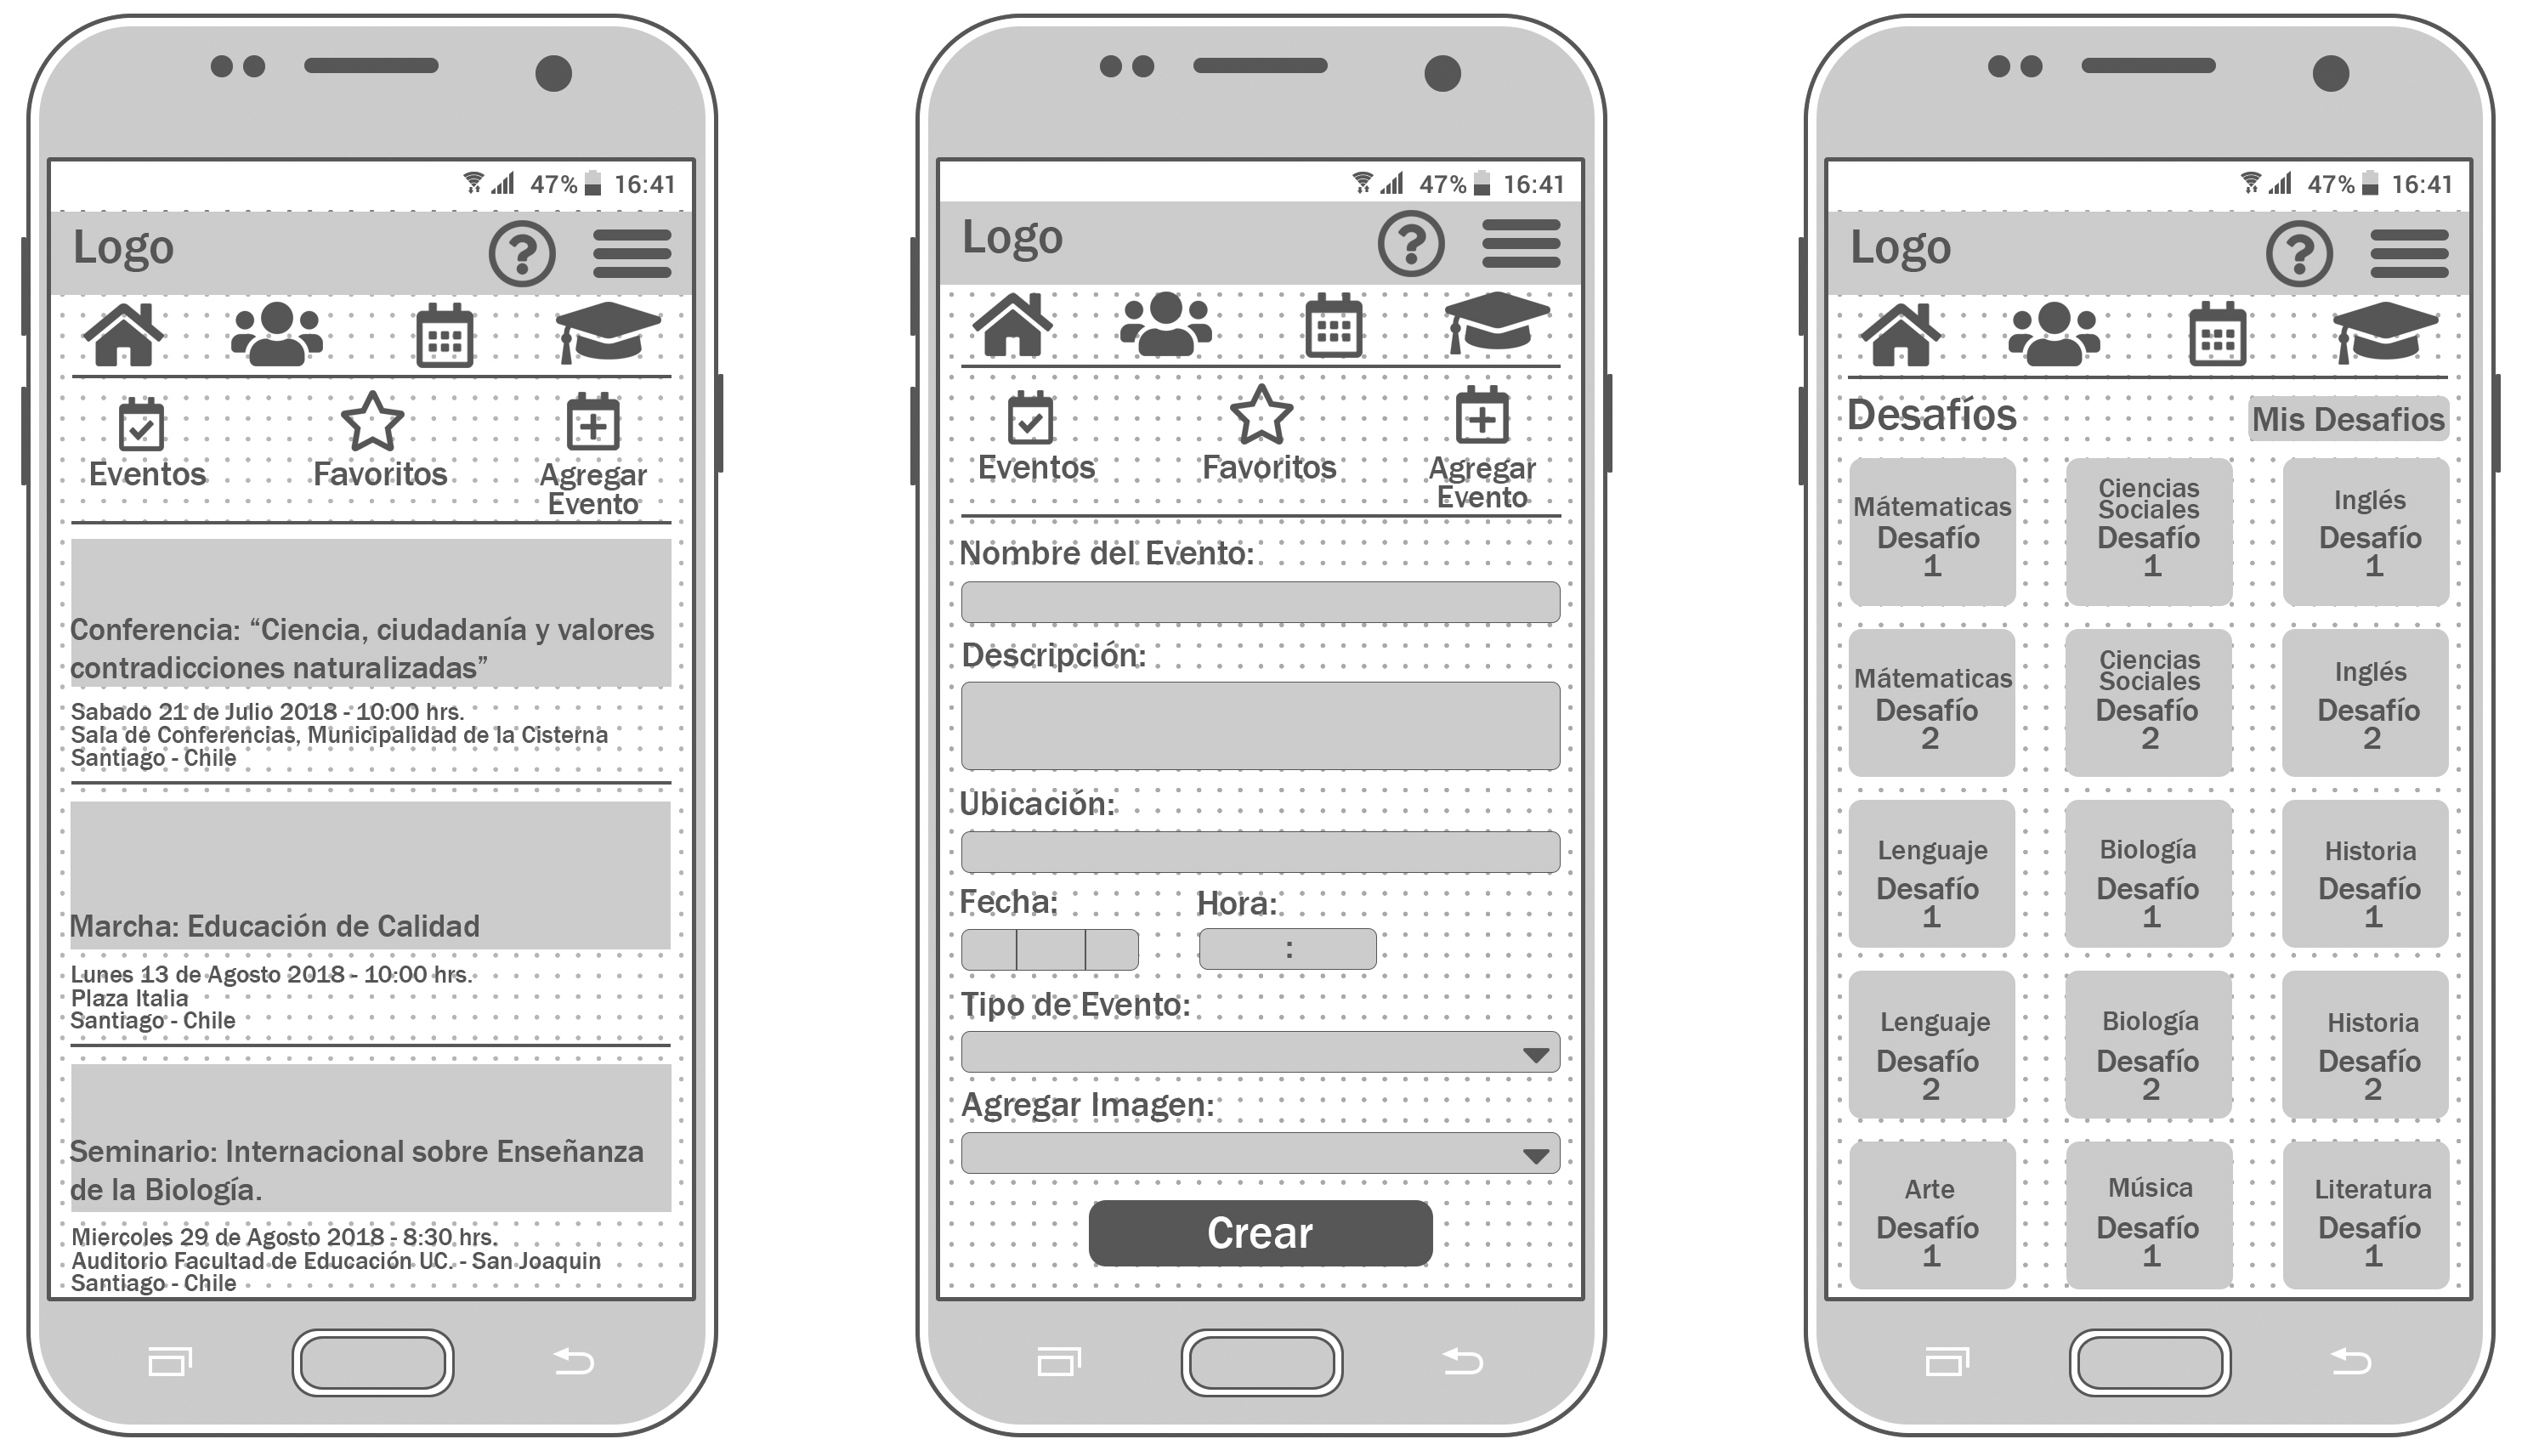 47% 16:41
Logo
Eventos Favoritos Agregar
Evento
Conferencia: “Ciencia, ciudadanía y valores
contradicciones naturalizadas”
Sabado 21 de Julio 2018 - 10:00 hrs.
Sala de Conferencias, Municipalidad de la Cisterna
Santiago - Chile
Marcha: Educación de Calidad
Lunes 13 de Agosto 2018 - 10:00 hrs.
Plaza Italia
Santiago - Chile
Seminario: Internacional sobre Enseñanza
de la Biología.
Miercoles 29 de Agosto 2018 - 8:30 hrs.
Auditorio Facultad de Educación UC. - San Joaquin
Santiago - Chile
47% 16:41
Logo
Eventos Favoritos Agregar
Evento
Nombre del Evento:
Descripción:
Ubicación:
Fecha: Hora:
:
Tipo de Evento:
Agregar Imagen:
Crear
47% 16:41
Logo
Desafíos Mis Desafios
Mátematicas
Desafío
1
Ciencias
Sociales
Desafío
1
Inglés
Desafío
1
Mátematicas
Desafío
2
Ciencias
Sociales
Desafío
2
Inglés
Desafío
2
Lenguaje
Desafío
1
Biología
Desafío
1
Historia
Desafío
1
Lenguaje
Desafío
2
Biología
Desafío
2
Historia
Desafío
2
Arte
Desafío
1
Música
Desafío
1
Literatura
Desafío
1